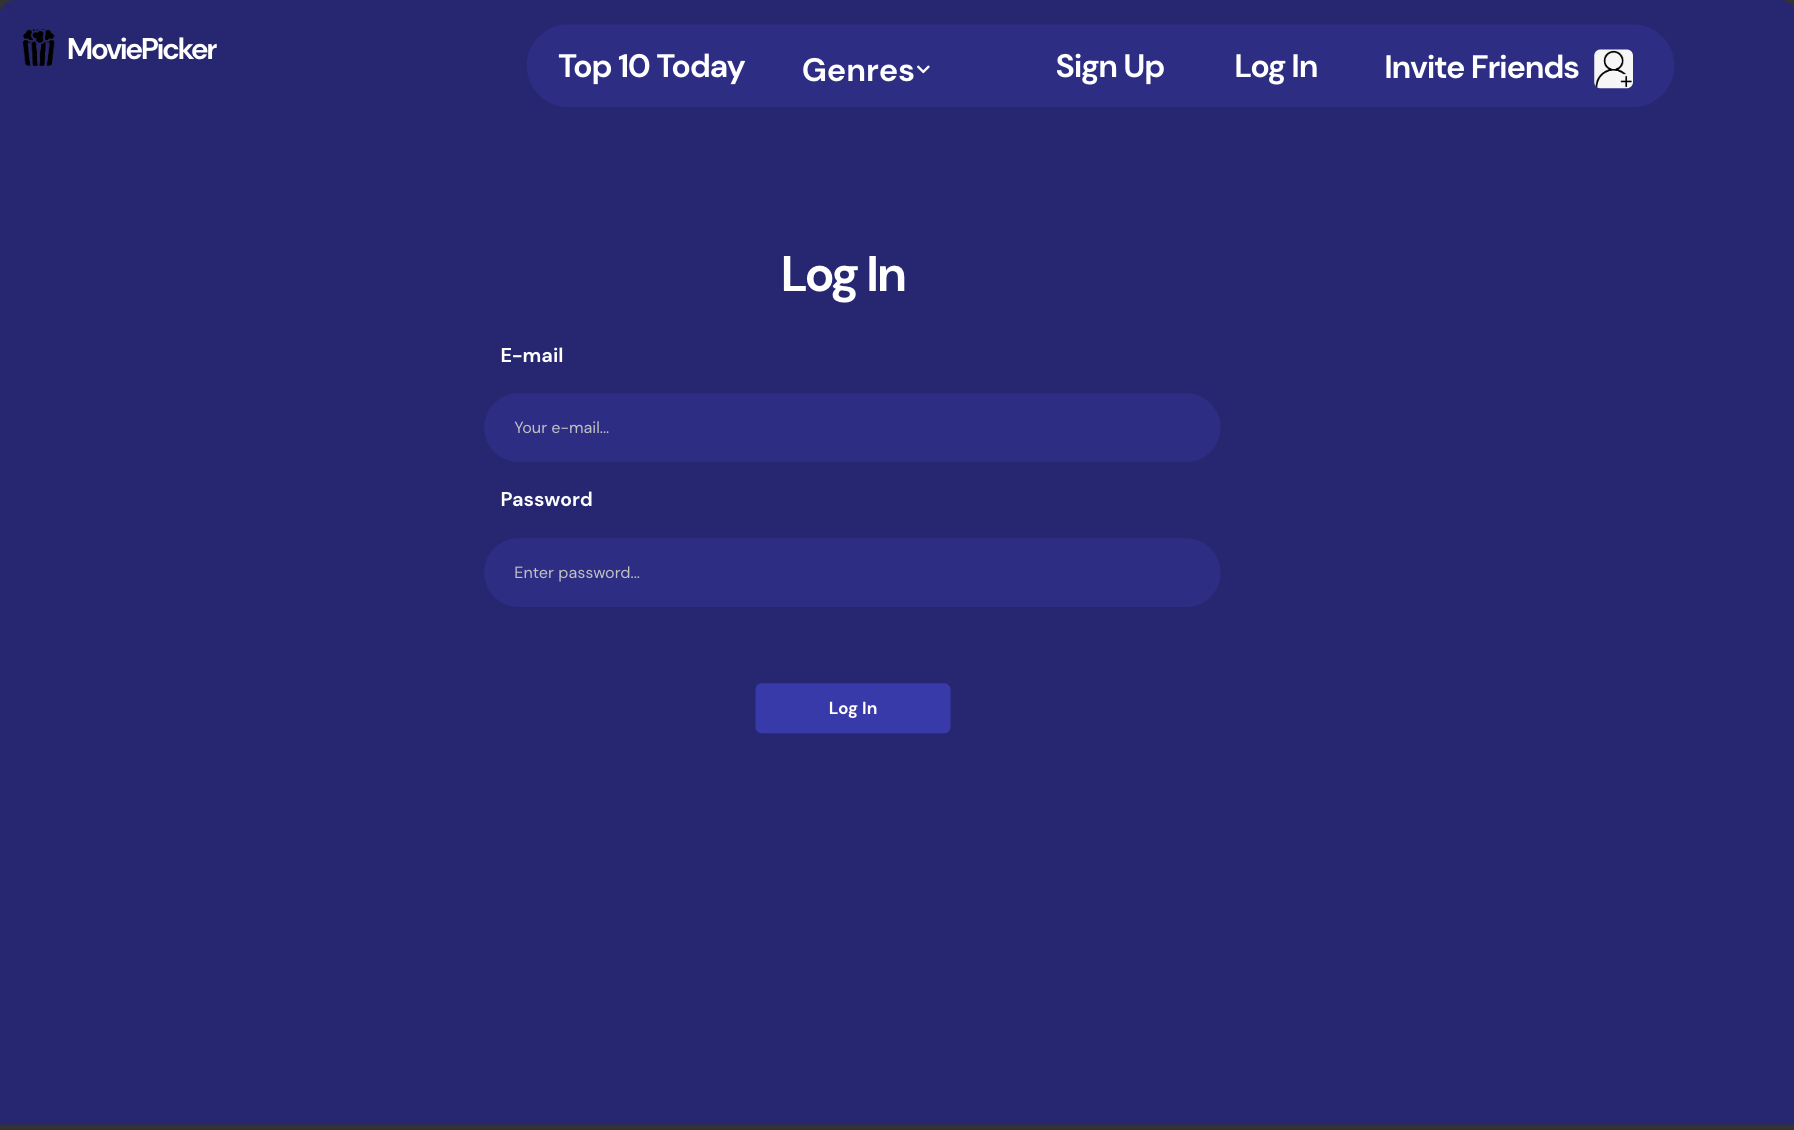 MoviePicker
Top 10 Today
Genres
Sign Up
Log In
Invite Friends
Log In
E-mail
Your e-mail...
Password
Enter password...
Log In